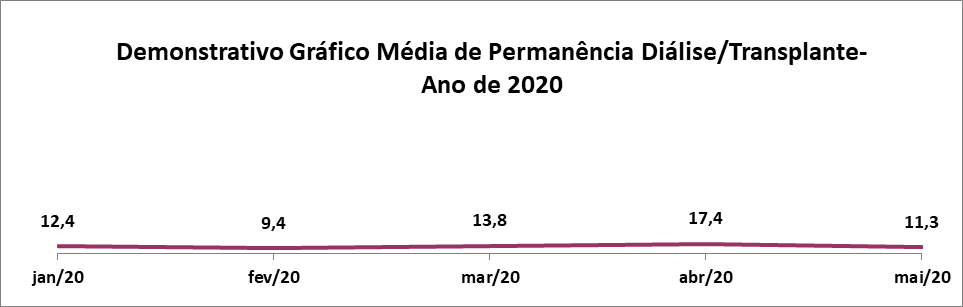 Demonstrativo Gráfico Média de Permanência Diálise/Transplante-
Ano de 2020
12,4 9,4 13,8 17,4 11,3
jan/20 fev/20 mar/20 abr/20 mai/20